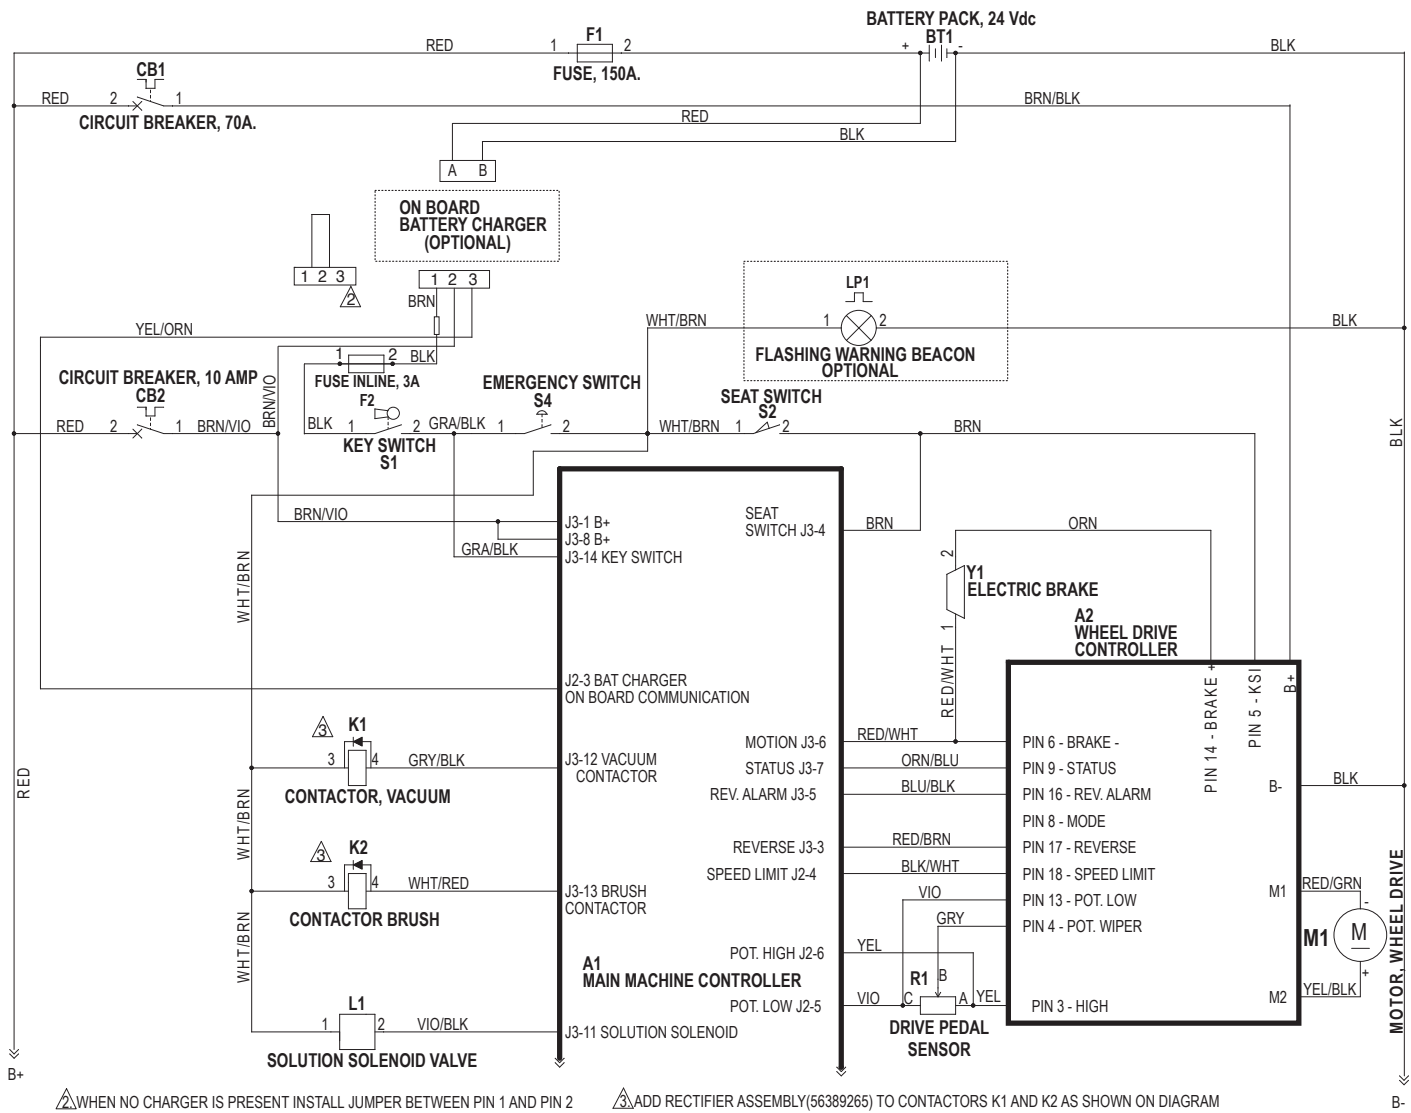 BATTERY PACK, 24 Vdc
BT1
+ -
RED 1 F1 2 BLK
FUSE, 150A.
CB1
RED 2 1 BRN/BLK
CIRCUIT BREAKER, 70A.
RED
BLK
A B
ON BOARD
BATTERY CHARGER
(OPTIONAL)
1 2 3
2
1 2 3
BRN
YEL/ORN
LP1
WHT/BRN 1 2 BLK
FLASHING WARNING BEACON
OPTIONAL
1 2 BLK
FUSE INLINE, 3A
F2
CIRCUIT BREAKER, 10 AMP
CB2
RED 2 1 BRN/VIO
BRN/VIO
BLK 1 2 GRA/BLK
KEY SWITCH
S1
EMERGENCY SWITCH
S4
1 2
SEAT SWITCH
S2
WHT/BRN 1 2 BRN
BLK
BRN/VIO
GRA/BLK
J3-1 B+
J3-8 B+
J3-14 KEY SWITCH
SEAT
SWITCH J3-4
BRN
ORN
2
Y1
ELECTRIC BRAKE
1
RED/WHT
A2
WHEEL DRIVE
CONTROLLER
WHT/BRN
J2-3 BAT CHARGER
ON BOARD COMMUNICATION
PIN 14 - BRAKE +
PIN 5 - KSI
B+
3
K1
3 4 GRY/BLK
CONTACTOR, VACUUM
J3-12 VACUUM
CONTACTOR
RED
WHT/BRN
3
K2
3 4 WHT/RED
CONTACTOR BRUSH
J3-13 BRUSH
CONTACTOR
WHT/BRN
L1
1 2 VIO/BLK
SOLUTION SOLENOID VALVE
J3-11 SOLUTION SOLENOID
A1
MAIN MACHINE CONTROLLER
MOTION J3-6 RED/WHT PIN 6 - BRAKE -
STATUS J3-7 ORN/BLU PIN 9 - STATUS
REV. ALARM J3-5 BLU/BLK PIN 16 - REV. ALARM
PIN 8 - MODE
REVERSE J3-3 RED/BRN PIN 17 - REVERSE
SPEED LIMIT J2-4 BLK/WHT PIN 18 - SPEED LIMIT
VIO PIN 13 - POT. LOW
GRY PIN 4 - POT. WIPER
POT. HIGH J2-6 YEL
POT. LOW J2-5 VIO C R1 B A YEL PIN 3 - HIGH
DRIVE PEDAL
SENSOR
B- BLK
M1 RED/GRN
-
M1 M
+
M2 YEL/BLK
MOTOR, WHEEL DRIVE
B+
B-
2. WHEN NO CHARGER IS PRESENT INSTALL JUMPER BETWEEN PIN 1 AND PIN 2
3. ADD RECTIFIER ASSEMBLY(56389265) TO CONTACTORS K1 AND K2 AS SHOWN ON DIAGRAM